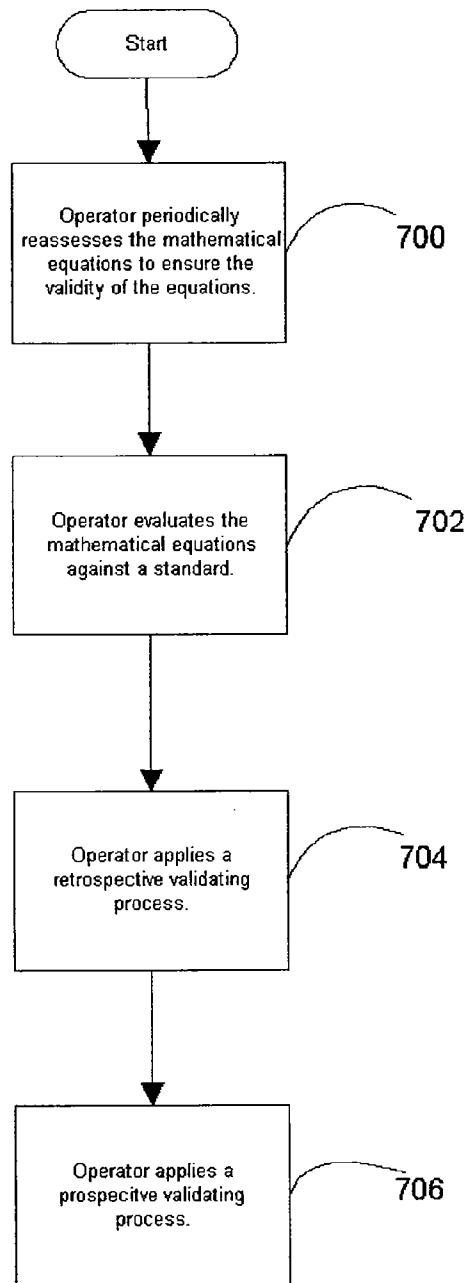 Start
Operator periodically
reassesses the mathematical
equations to ensure the
validity of the equations.
700
Operator evaluates the
mathematical equations
against a standard.
702
Operator applies a
retrospective validating
process.
704
Operator applies a
prospecitve validating
process.
706